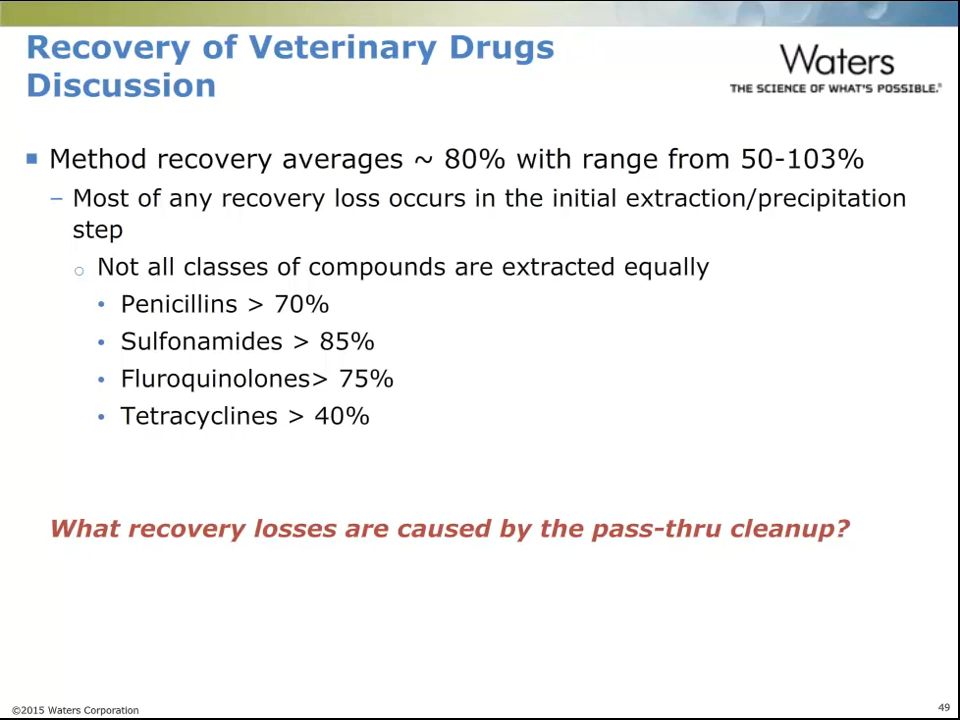 Recovery of Veterinary Drugs
Discussion
Waters
THE SCIENCE OF WHAT'S POSSIBLE.®
■ Method recovery averages ~ 80% with range from 50-103%
– Most of any recovery loss occurs in the initial extraction/precipitation
step
○ Not all classes of compounds are extracted equally
• Penicillins > 70%
• Sulfonamides > 85%
• Fluroquinolones> 75%
• Tetracyclines > 40%
What recovery losses are caused by the pass-thru cleanup?
©2015 Waters Corporation
49